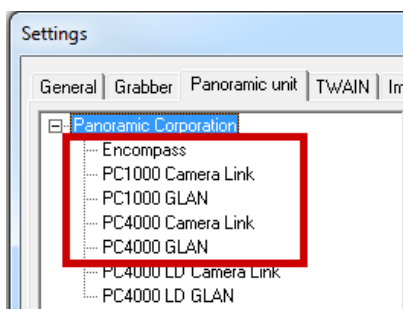 Settings
General Grabber Panoramic unit TWAIN Im
Panoramic Corporation
Encompass
PC1000 Camera Link
PC1000 GLAN
PC4000 Camera Link
PC4000 GLAN
PC4000 LD Camera Link
PC4000 LD GLAN